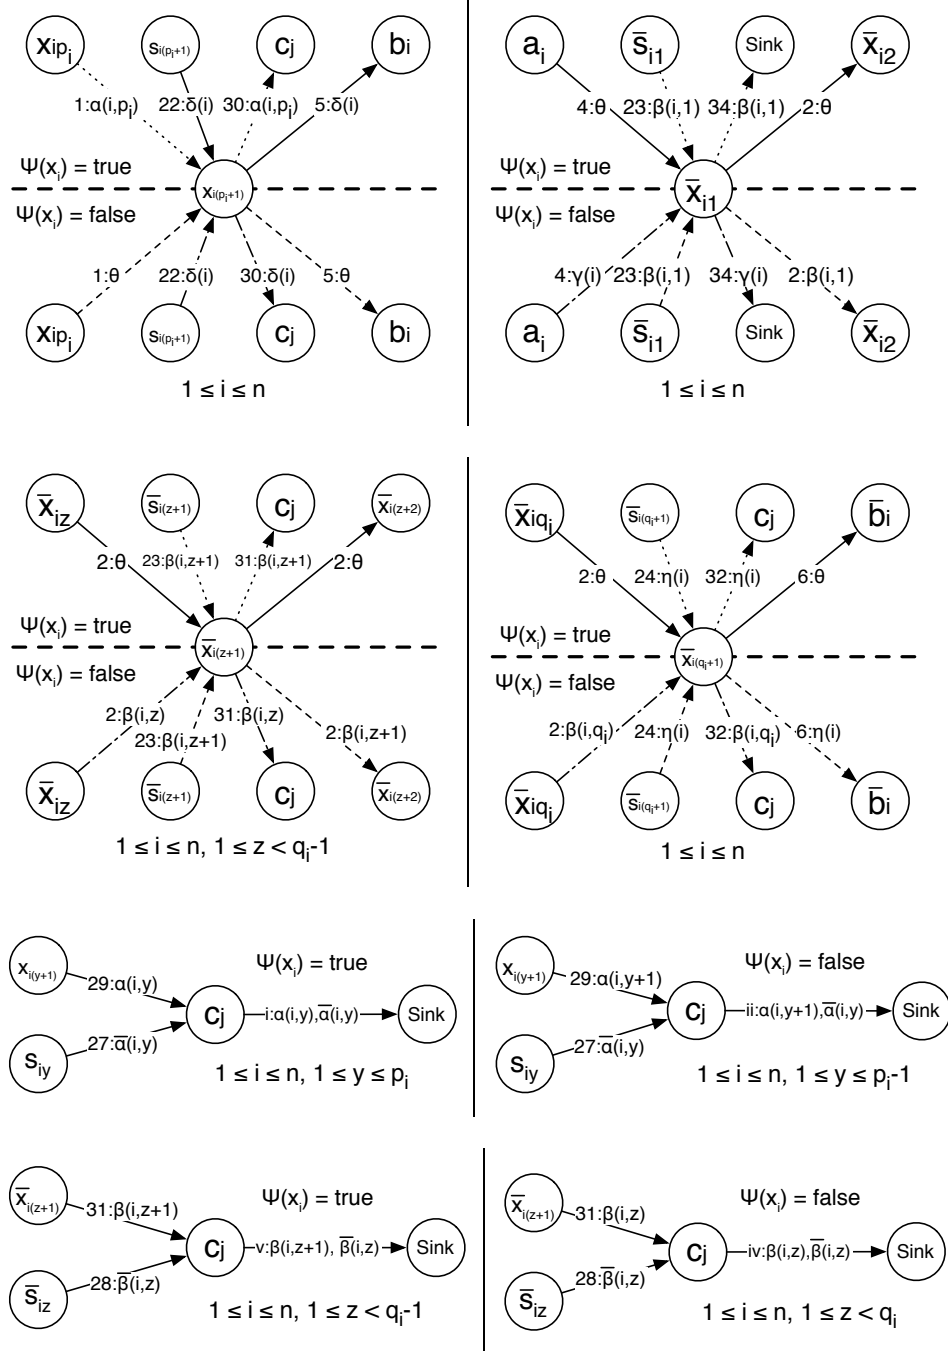 xip_i s_i(p_i+1) c_j b_i
1:α(i,p_i) 22:δ(i) 30:α(i,p_i) 5:δ(i)
Ψ(x_i) = true
x_i(p_i+1)
Ψ(x_i) = false
1:θ 22:δ(i) 30:δ(i) 5:θ
xip_i s_i(p_i+1) c_j b_i
1 ≤ i ≤ n
a_i s̅_i1 Sink x̅_i2
4:θ 23:β(i,1) 34:β(i,1) 2:θ
Ψ(x_i) = true
x̅_i1
Ψ(x_i) = false
4:γ(i) 23:β(i,1) 34:γ(i) 2:β(i,1)
a_i s̅_i1 Sink x̅_i2
1 ≤ i ≤ n
x̅_iz s̅_i(z+1) c_j x̅_i(z+2)
2:θ 23:β(i,z+1) 31:β(i,z+1) 2:θ
Ψ(x_i) = true
x̅_i(z+1)
Ψ(x_i) = false
2:β(i,z) 31:β(i,z)
23:β(i,z+1) 2:β(i,z+1)
x̅_iz s̅_i(z+1) c_j x̅_i(z+2)
1 ≤ i ≤ n, 1 ≤ z < q_i-1
x̅iq_i s̅_i(q_i+1) c_j b̅_i
2:θ 24:η(i) 32:η(i) 6:θ
Ψ(x_i) = true
x̅_i(q_i+1)
Ψ(x_i) = false
2:β(i,q_i) 24:η(i) 32:β(i,q_i) 6:η(i)
x̅iq_i s̅_i(q_i+1) c_j b̅_i
1 ≤ i ≤ n
x_i(y+1) Ψ(x_i) = true
29:α(i,y)
c_j i:α(i,y),α̅(i,y) Sink
27:α̅(i,y)
s_iy 1 ≤ i ≤ n, 1 ≤ y ≤ p_i
x_i(y+1) Ψ(x_i) = false
29:α(i,y+1)
c_j ii:α(i,y+1),α̅(i,y) Sink
27:α̅(i,y)
s_iy 1 ≤ i ≤ n, 1 ≤ y ≤ p_i-1
x̅_i(z+1) Ψ(x_i) = true
31:β(i,z+1)
c_j v:β(i,z+1), β̅(i,z) Sink
28:β̅(i,z)
s̅_iz 1 ≤ i ≤ n, 1 ≤ z < q_i-1
x̅_i(z+1) Ψ(x_i) = false
31:β(i,z)
c_j iv:β(i,z),β̅(i,z) Sink
28:β̅(i,z)
s̅_iz 1 ≤ i ≤ n, 1 ≤ z < q_i